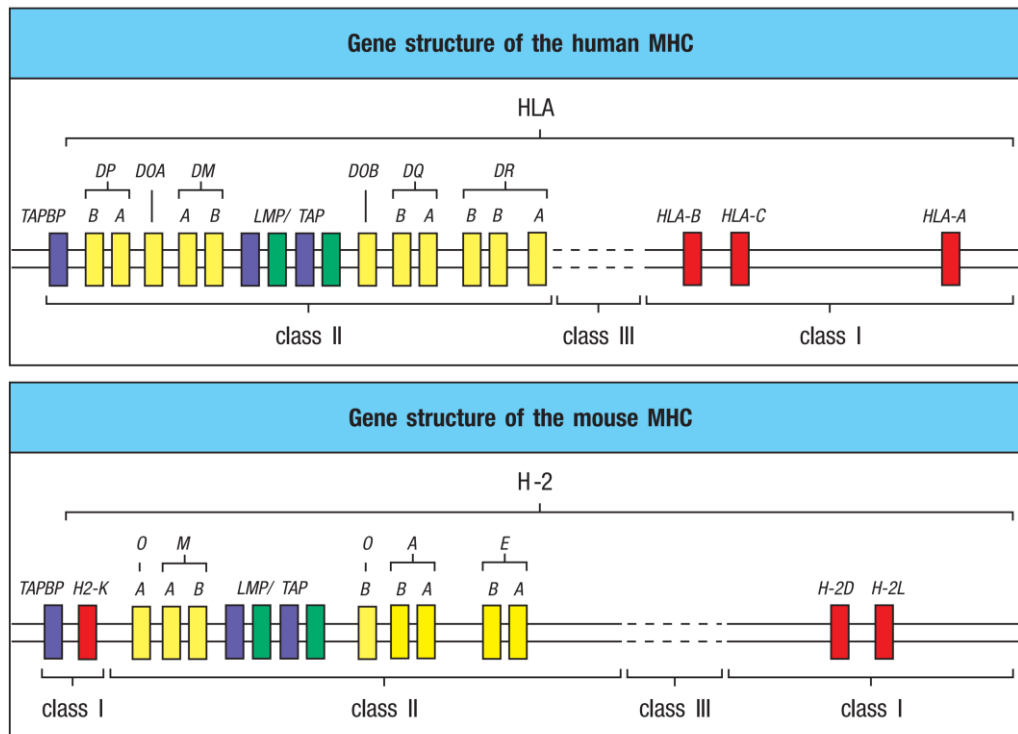 Gene structure of the human MHC
HLA
DP DOA DM DOB DQ DR
TAPBP B A A B LMP/ TAP B A B B A HLA-B HLA-C HLA-A
class II class III class I
Gene structure of the mouse MHC
H-2
O M O A E
TAPBP H2-K A A B LMP/ TAP B B A B A H-2D H-2L
class I class II class III class I